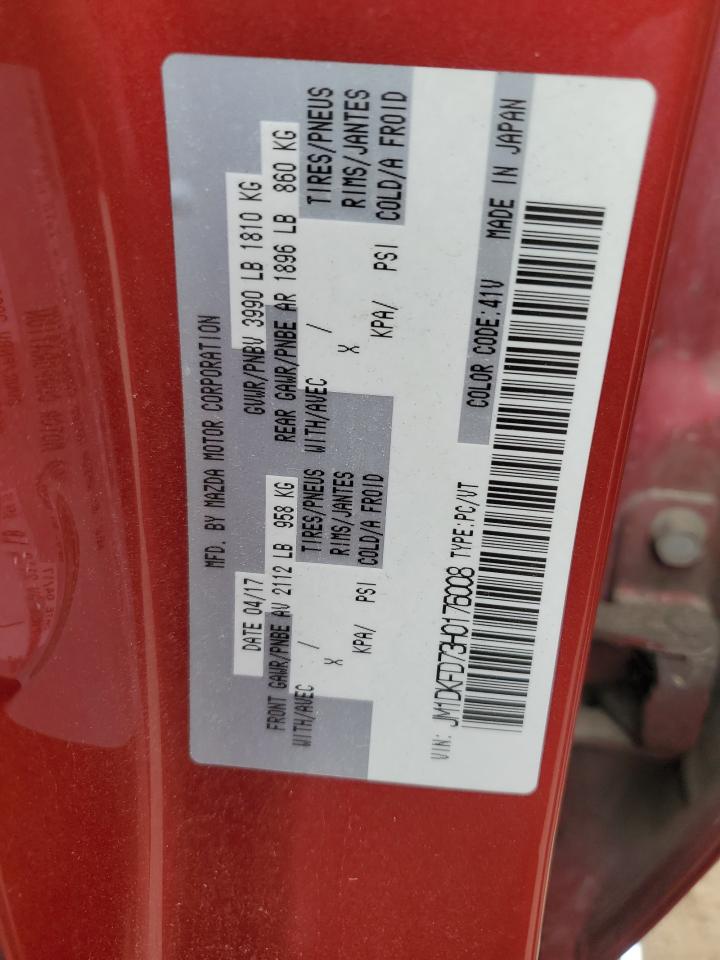 MFD. BY MAZDA MOTOR CORPORATION
DATE 04/17 GVWR/PNBV 3990 LB 1810 KG
FRONT GAWR/PNBE AV 2112 LB 958 KG REAR GAWR/PNBE AR 1896 LB 860 KG
WITH/AVEC / TIRES/PNEUS WITH/AVEC / TIRES/PNEUS
X RIMS/JANTES X RIMS/JANTES
KPA/ PSI COLD/A FROID KPA/ PSI COLD/A FROID
VIN: JM1DKFD73H0176008 TYPE:PC/VT
COLOR CODE:41V MADE IN JAPAN